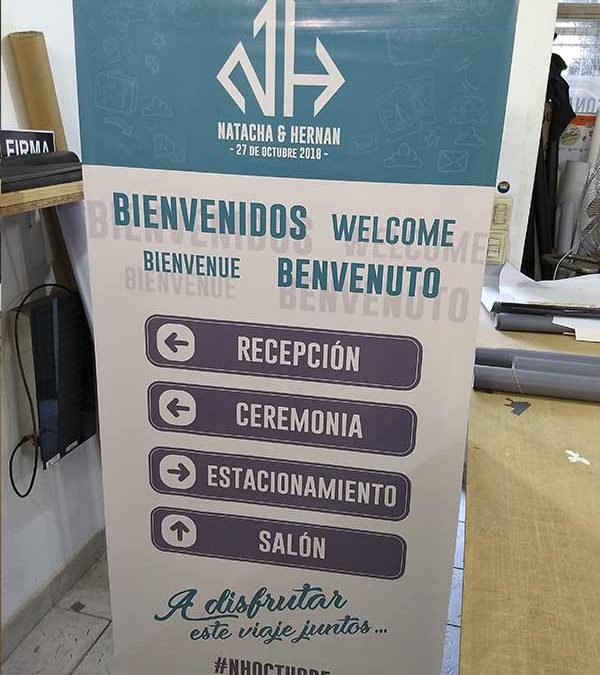 NH
NATACHA & HERNAN
- 27 DE OCTUBRE 2018 -
FIRMA
BIENVENIDOS WELCOME
BIENVENUE BENVENUTO
RECEPCIÓN
CEREMONIA
ESTACIONAMIENTO
SALÓN
A disfrutar
este viaje juntos...
#NHOCTUBRE